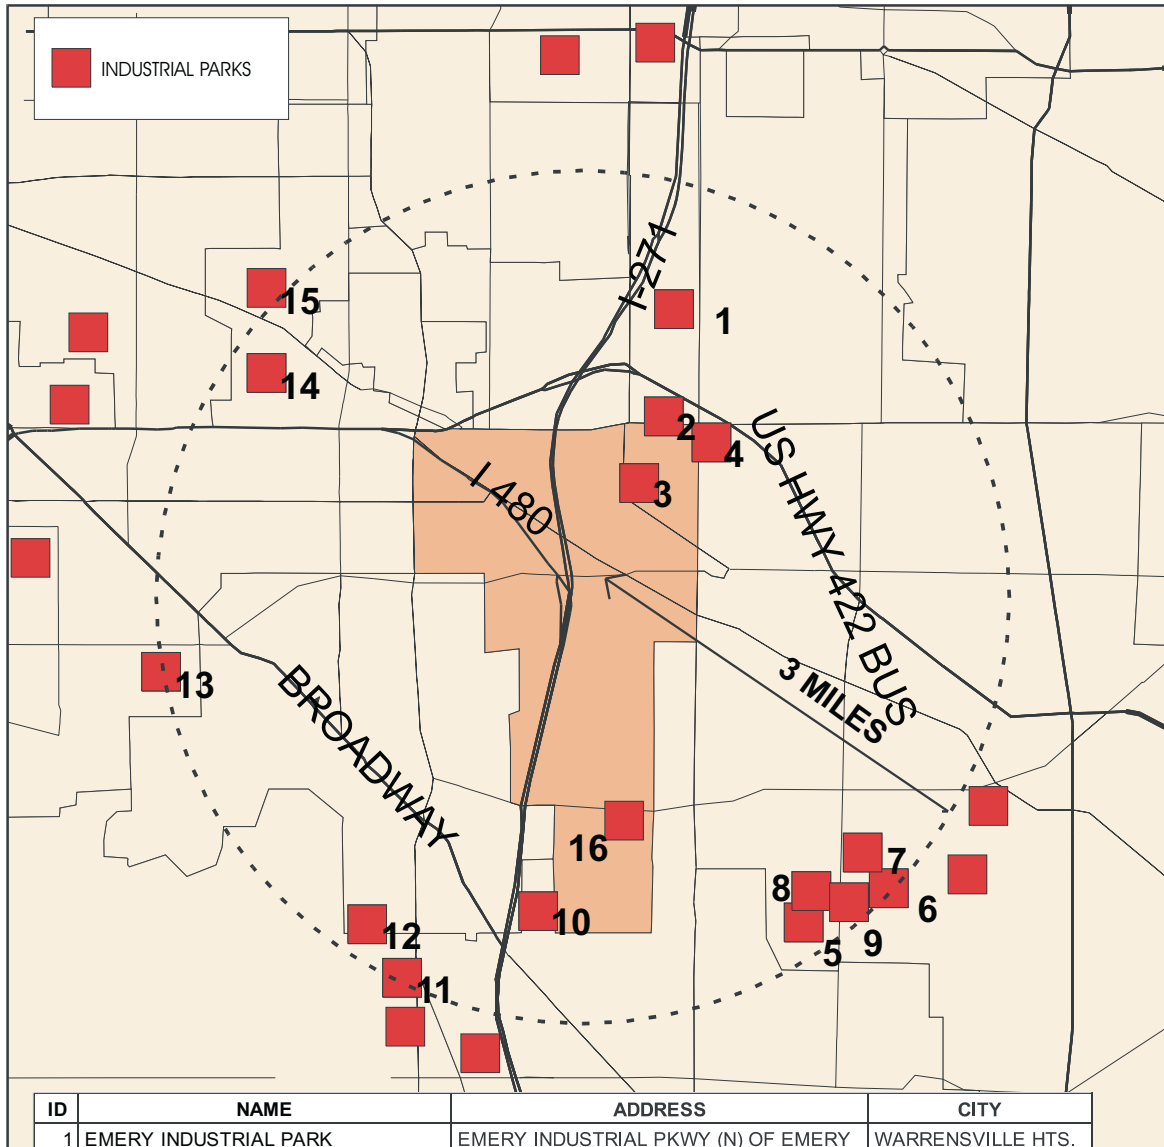 INDUSTRIAL PARKS
I-271
15
1
14
2
4
3
I 480
US HWY 422 BUS
13
3 MILES
BROADWAY
16
7
8
6
10
12
5
9
11
ID NAME ADDRESS CITY
1 EMERY INDUSTRIAL PARK EMERY INDUSTRIAL PKWY (N) OF EMERY WARRENSVILLE HTS.